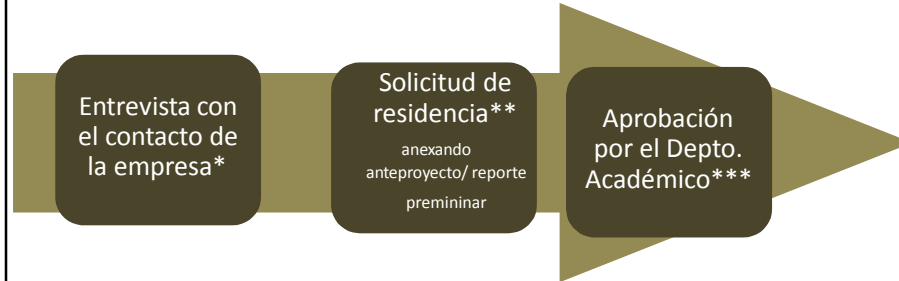 Entrevista con
el contacto de
la empresa*
Solicitud de
residencia**
anexando
anteproyecto/ reporte
premininar
Aprobación
por el Depto.
Académico***